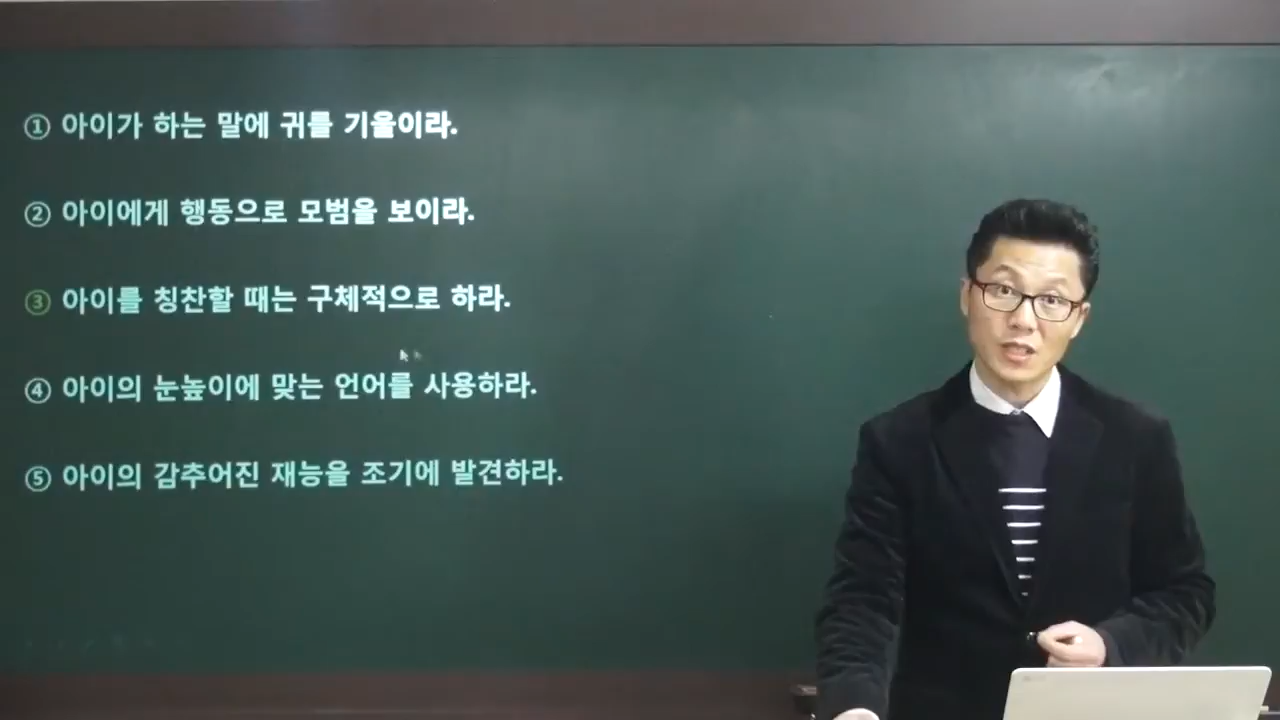 ① 아이가 하는 말에 귀를 기울이라.
② 아이에게 행동으로 모범을 보이라.
③ 아이를 칭찬할 때는 구체적으로 하라.
④ 아이의 눈높이에 맞는 언어를 사용하라.
⑤ 아이의 감추어진 재능을 조기에 발견하라.